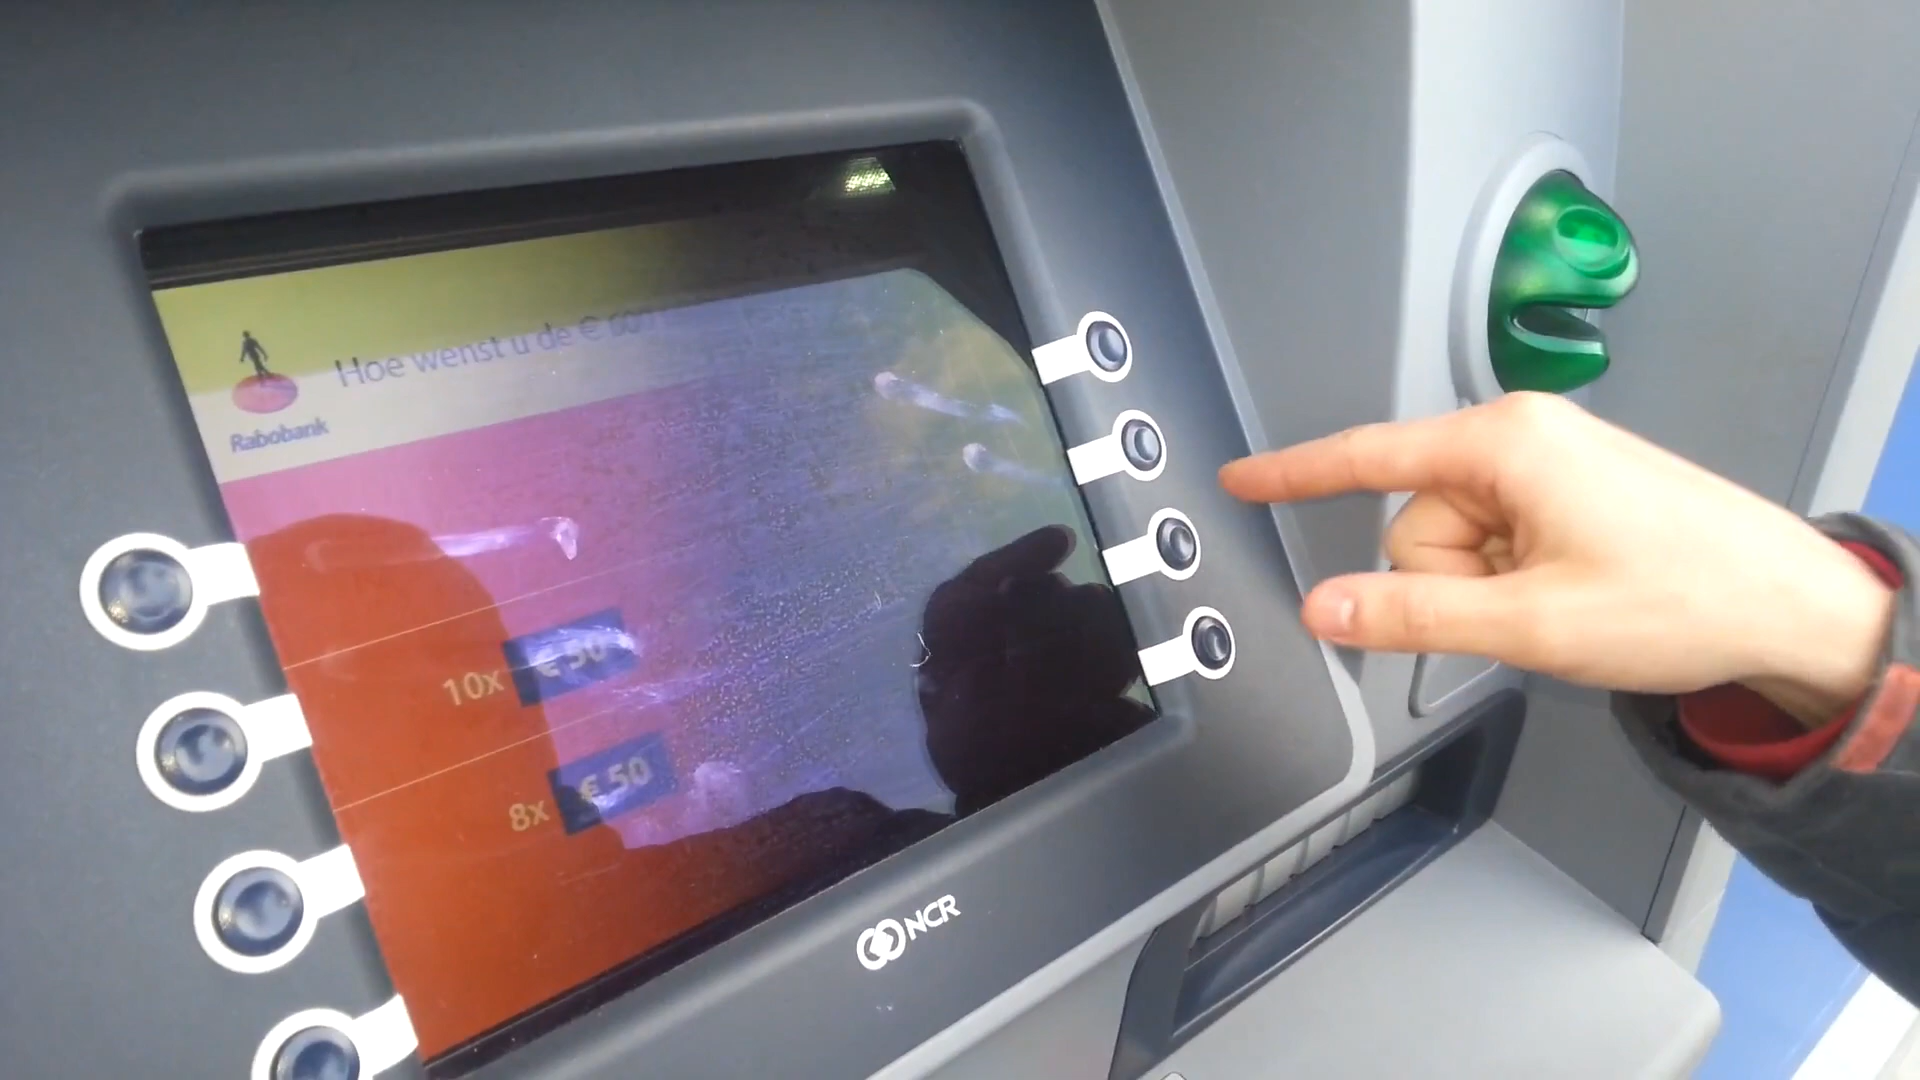 Hoe wenst u de €
Rabobank
10x € 50
8x € 50
NCR